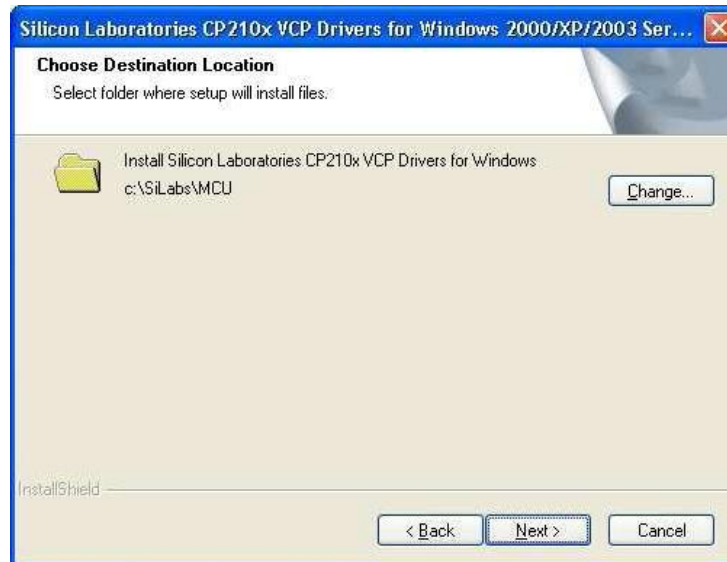 Silicon Laboratories CP210x VCP Drivers for Windows 2000/XP/2003 Ser...
Choose Destination Location
Select folder where setup will install files.
Install Silicon Laboratories CP210x VCP Drivers for Windows
c:\SiLabs\MCU
Change...
InstallShield
< Back Next > Cancel